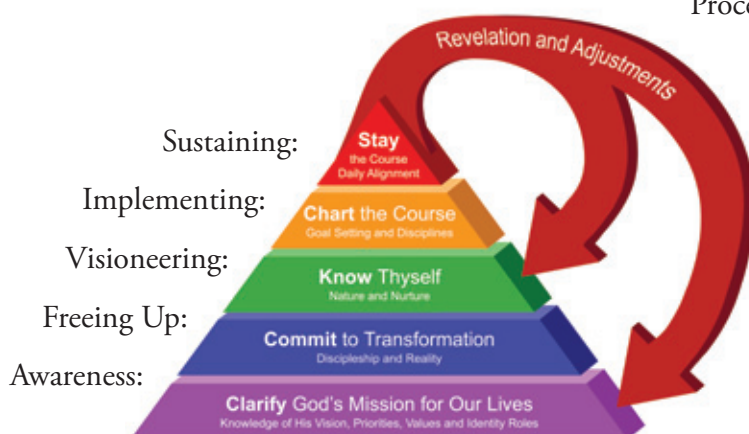 Revelation and Adjustments
Sustaining:
Stay
the Course
Daily Alignment
Implementing:
Chart the Course
Goal Setting and Disciplines
Visioneering:
Know Thyself
Nature and Nurture
Freeing Up:
Commit to Transformation
Discipleship and Reality
Awareness:
Clarify God's Mission for Our Lives
Knowledge of His Vision, Priorities, Values and Identity Roles